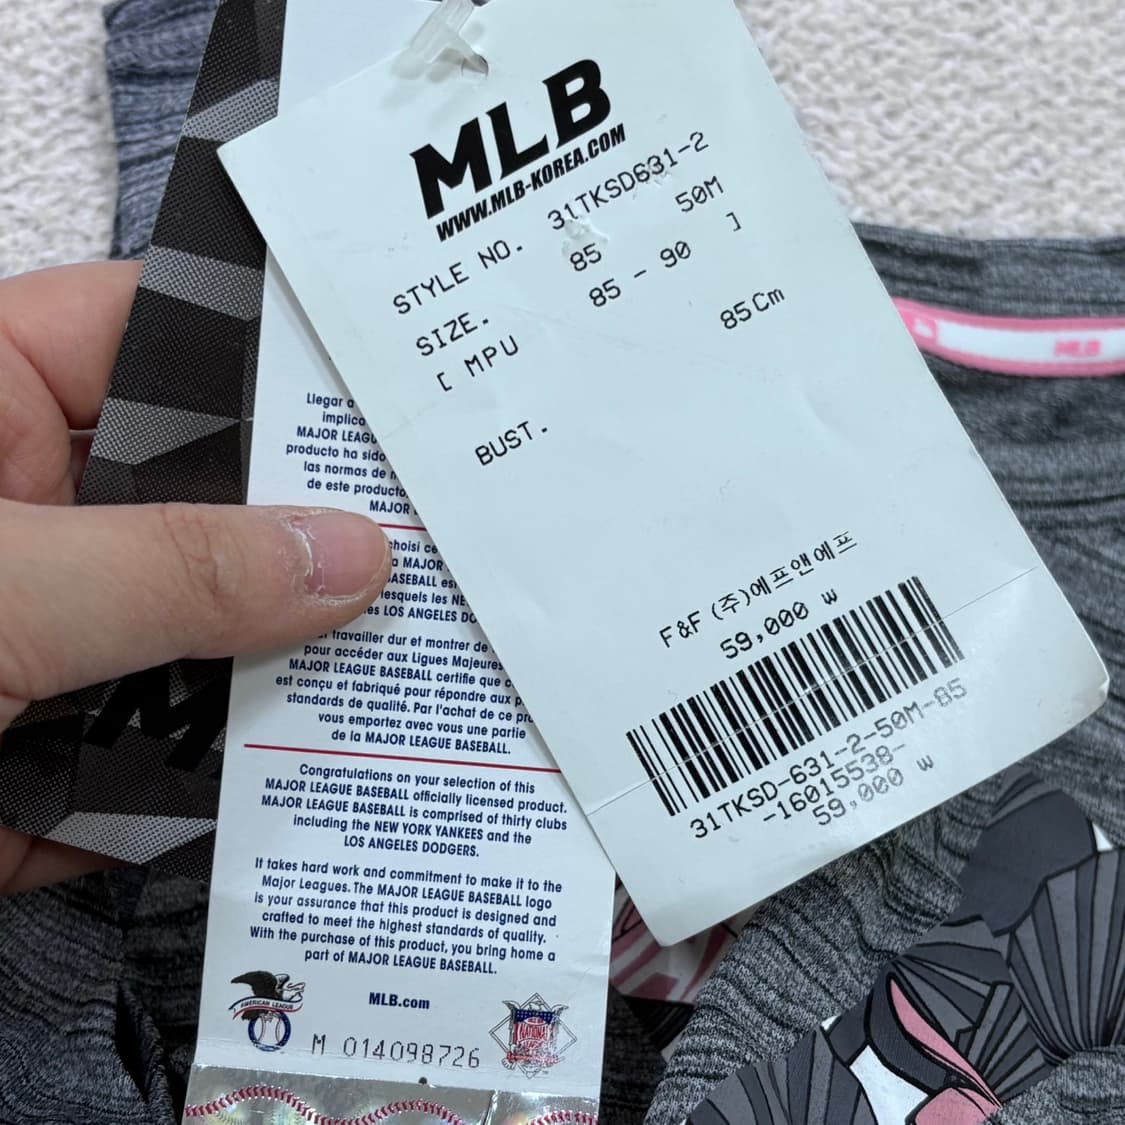 MLB
WWW.MLB-KOREA.COM
STYLE NO. 31TKSD631-2
SIZE. 85 50M
[ MPU 85 - 90 ]
BUST. 85Cm
F&F (주)에프앤에프
59,000 w
31TKSD-631-2-50M-85
-16015538-
59,000 w
Llegar a
implica
MAJOR LEAGU
producto ha sido
las normas de
de este producto
MAJOR
choisi ce
MAJOR
BASEBALL es
lesquels les NE
es LOS ANGELES DO
travailler dur et montrer de
pour accéder aux Ligues Majeures
MAJOR LEAGUE BASEBALL certifie que
est conçu et fabriqué pour répondre aux
standards de qualité. Par l'achat de ce pr
vous emportez avec vous une partie
de la MAJOR LEAGUE BASEBALL.
Congratulations on your selection of this
MAJOR LEAGUE BASEBALL officially licensed product.
MAJOR LEAGUE BASEBALL is comprised of thirty clubs
including the NEW YORK YANKEES and the
LOS ANGELES DODGERS.
It takes hard work and commitment to make it to the
Major Leagues. The MAJOR LEAGUE BASEBALL logo
is your assurance that this product is designed and
crafted to meet the highest standards of quality.
With the purchase of this product, you bring home a
part of MAJOR LEAGUE BASEBALL.
MLB.com
AMERICAN LEAGUE
NATIONAL
M 014098726
MLB